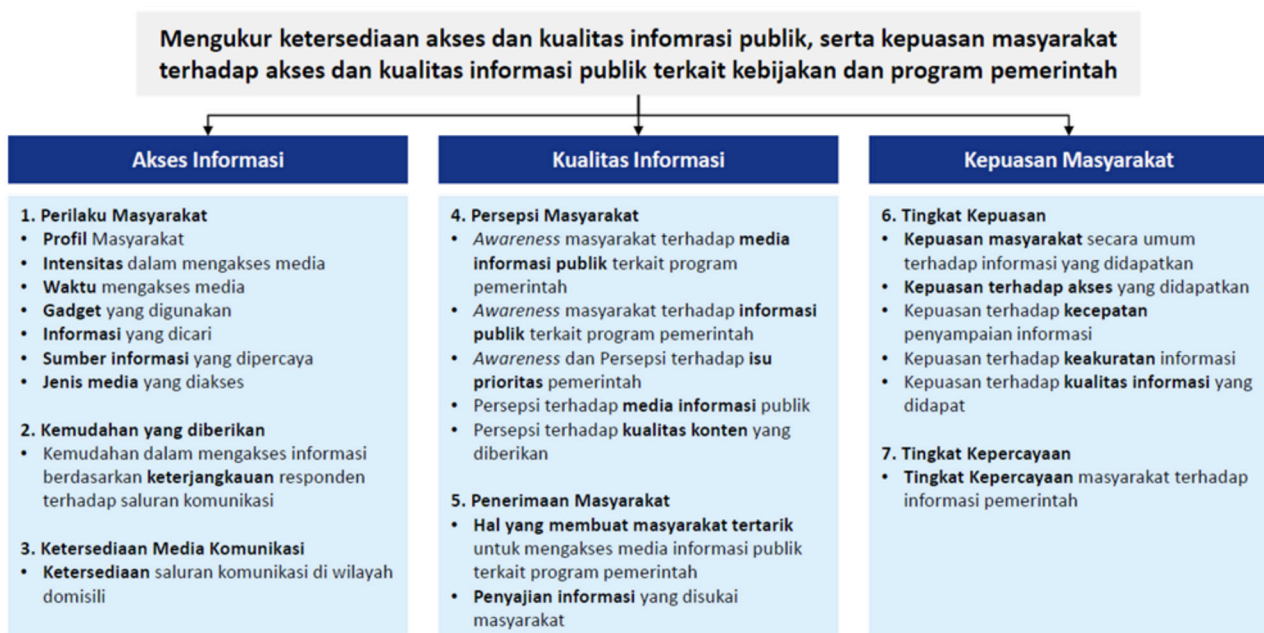 Mengukur ketersediaan akses dan kualitas infomrasi publik, serta kepuasan masyarakat
terhadap akses dan kualitas informasi publik terkait kebijakan dan program pemerintah
Akses Informasi
1. Perilaku Masyarakat
• Profil Masyarakat
• Intensitas dalam mengakses media
• Waktu mengakses media
• Gadget yang digunakan
• Informasi yang dicari
• Sumber informasi yang dipercaya
• Jenis media yang diakses
2. Kemudahan yang diberikan
• Kemudahan dalam mengakses informasi
berdasarkan keterjangkauan responden
terhadap saluran komunikasi
3. Ketersediaan Media Komunikasi
• Ketersediaan saluran komunikasi di wilayah
domisili
Kualitas Informasi
4. Persepsi Masyarakat
• Awareness masyarakat terhadap media
informasi publik terkait program
pemerintah
• Awareness masyarakat terhadap informasi
publik terkait program pemerintah
• Awareness dan Persepsi terhadap isu
prioritas pemerintah
• Persepsi terhadap media informasi publik
• Persepsi terhadap kualitas konten yang
diberikan
5. Penerimaan Masyarakat
• Hal yang membuat masyarakat tertarik
untuk mengakses media informasi publik
terkait program pemerintah
• Penyajian informasi yang disukai
masyarakat
Kepuasan Masyarakat
6. Tingkat Kepuasan
• Kepuasan masyarakat secara umum
terhadap informasi yang didapatkan
• Kepuasan terhadap akses yang didapatkan
• Kepuasan terhadap kecepatan
penyampaian informasi
• Kepuasan terhadap keakuratan informasi
• Kepuasan terhadap kualitas informasi yang
didapat
7. Tingkat Kepercayaan
• Tingkat Kepercayaan masyarakat terhadap
informasi pemerintah